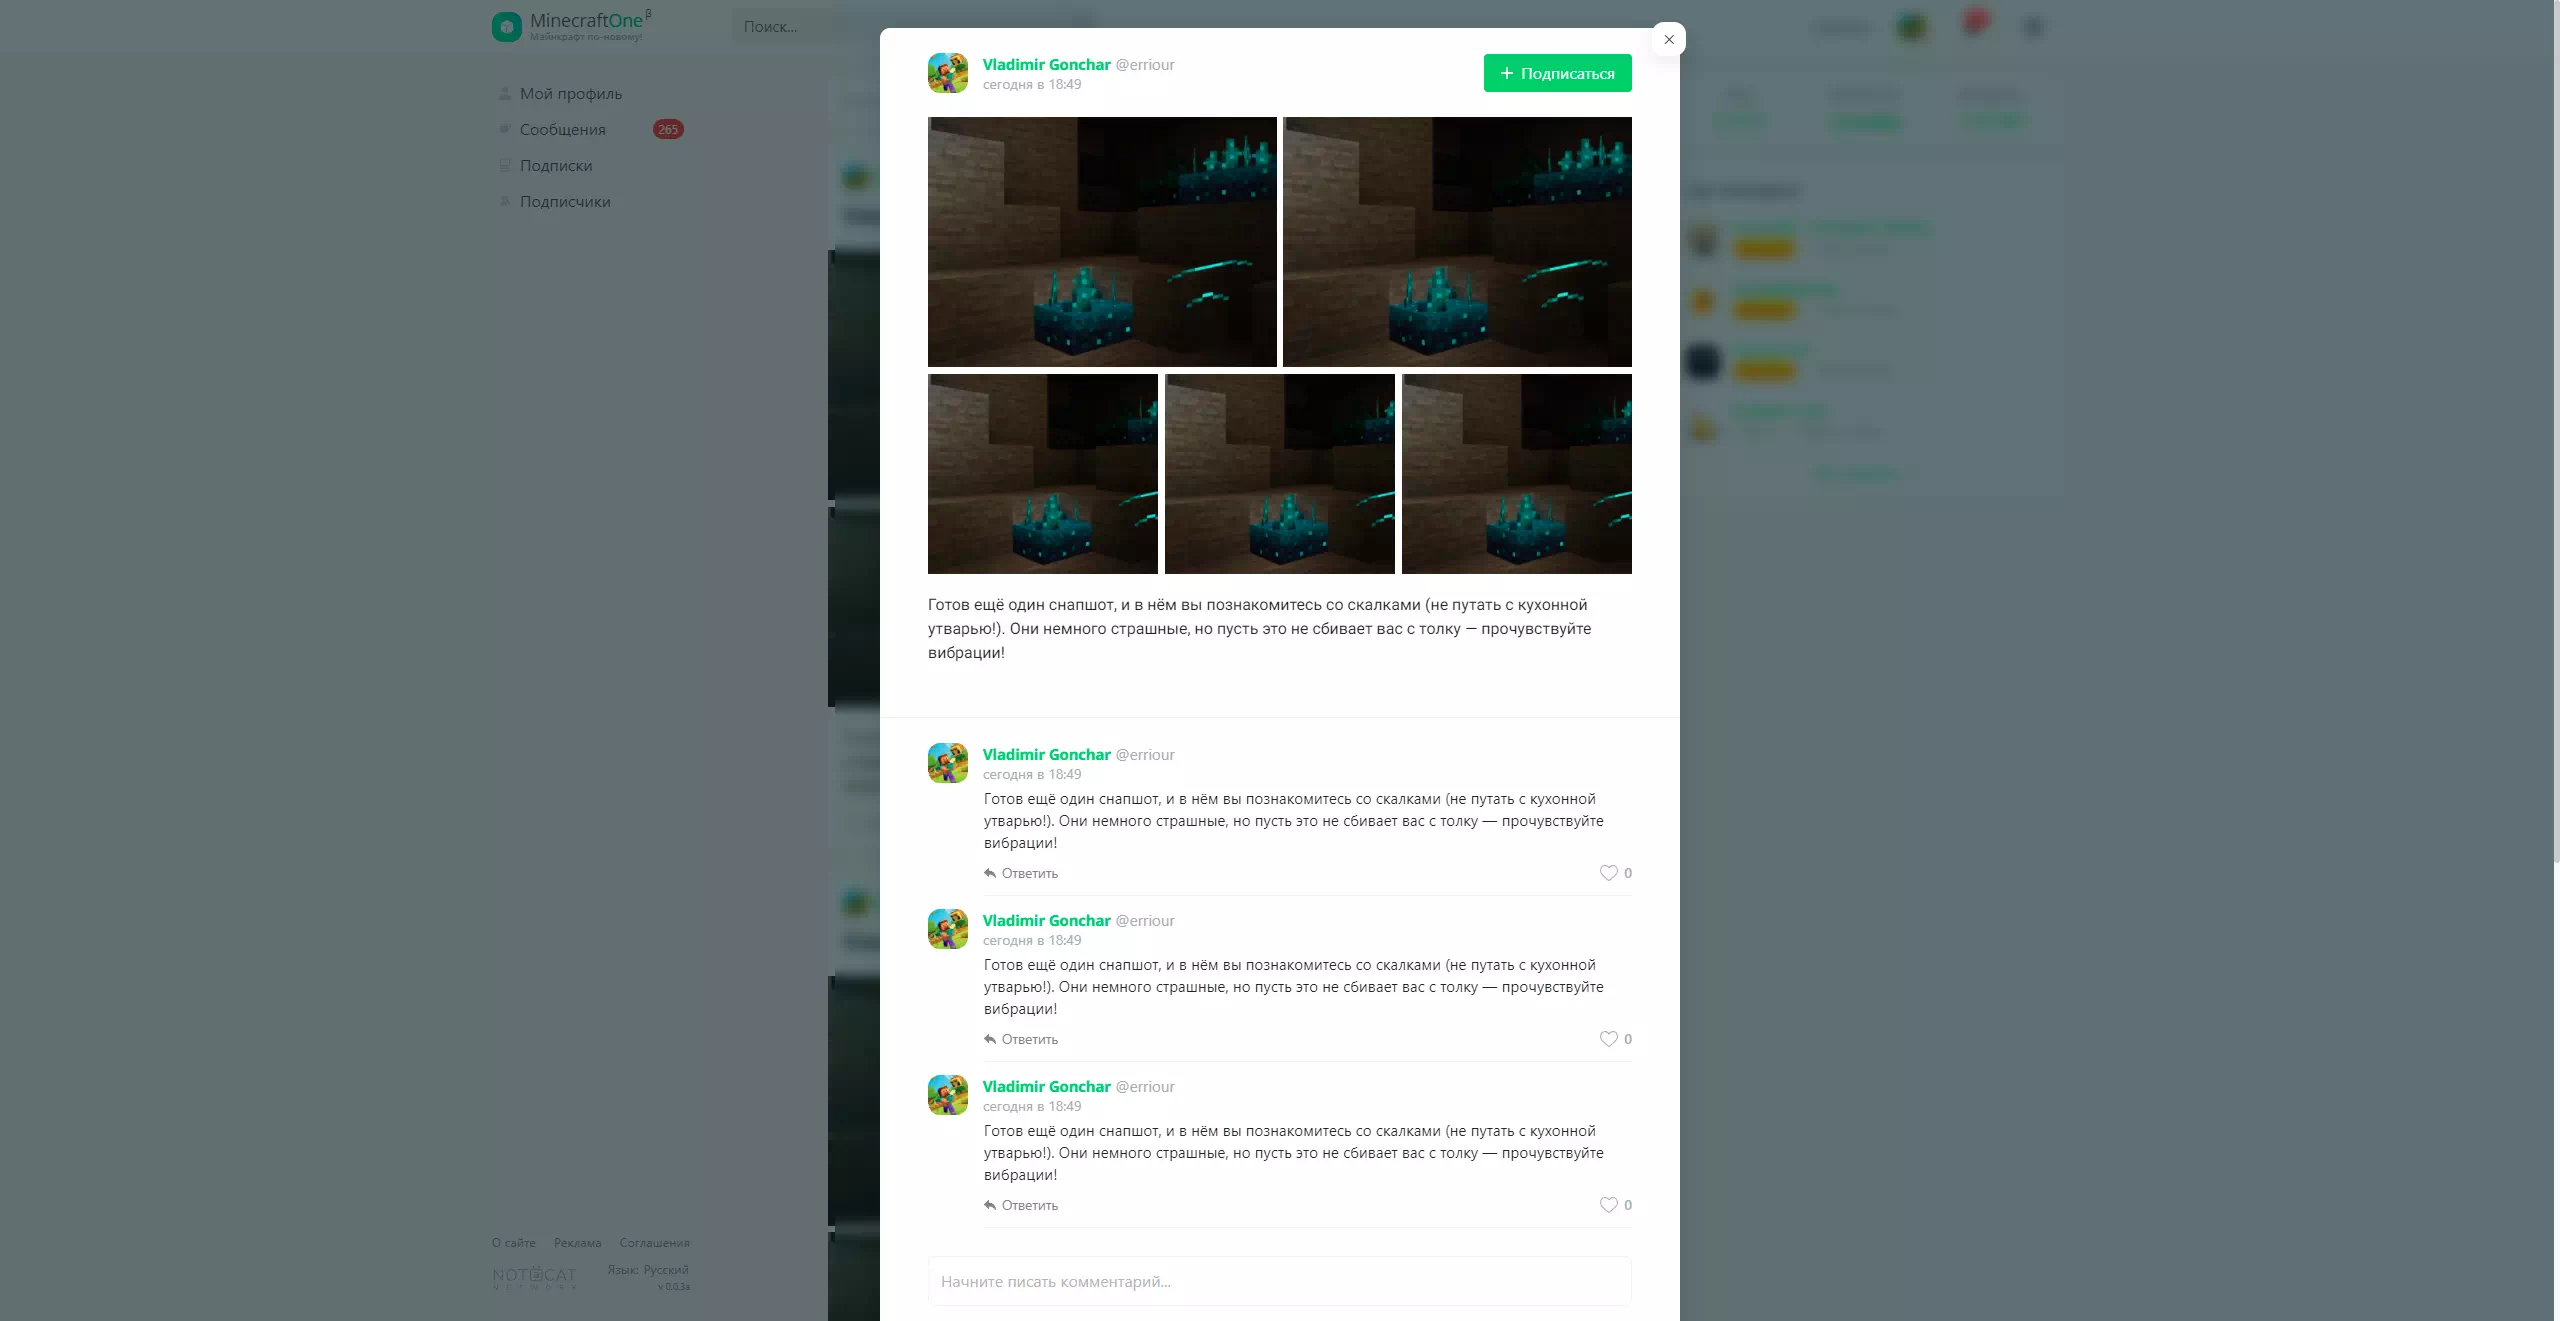 MinecraftOne β
Майнкрафт по-новому!
Поиск...
Мой профиль
Сообщения 265
Подписки
Подписчики
Vladimir Gonchar @erriour
сегодня в 18:49
+ Подписаться
Готов ещё один снапшот, и в нём вы познакомитесь со скалками (не путать с кухонной
утварью!). Они немного страшные, но пусть это не сбивает вас с толку — прочувствуйте
вибрации!
Vladimir Gonchar @erriour
сегодня в 18:49
Готов ещё один снапшот, и в нём вы познакомитесь со скалками (не путать с кухонной
утварью!). Они немного страшные, но пусть это не сбивает вас с толку — прочувствуйте
вибрации!
Ответить 0
Vladimir Gonchar @erriour
сегодня в 18:49
Готов ещё один снапшот, и в нём вы познакомитесь со скалками (не путать с кухонной
утварью!). Они немного страшные, но пусть это не сбивает вас с толку — прочувствуйте
вибрации!
Ответить 0
Vladimir Gonchar @erriour
сегодня в 18:49
Готов ещё один снапшот, и в нём вы познакомитесь со скалками (не путать с кухонной
утварью!). Они немного страшные, но пусть это не сбивает вас с толку — прочувствуйте
вибрации!
Ответить 0
Начните писать комментарий...
О сайте Реклама Соглашения
NOTCAT
NETWORK
Язык: Русский
v 0.0.3a